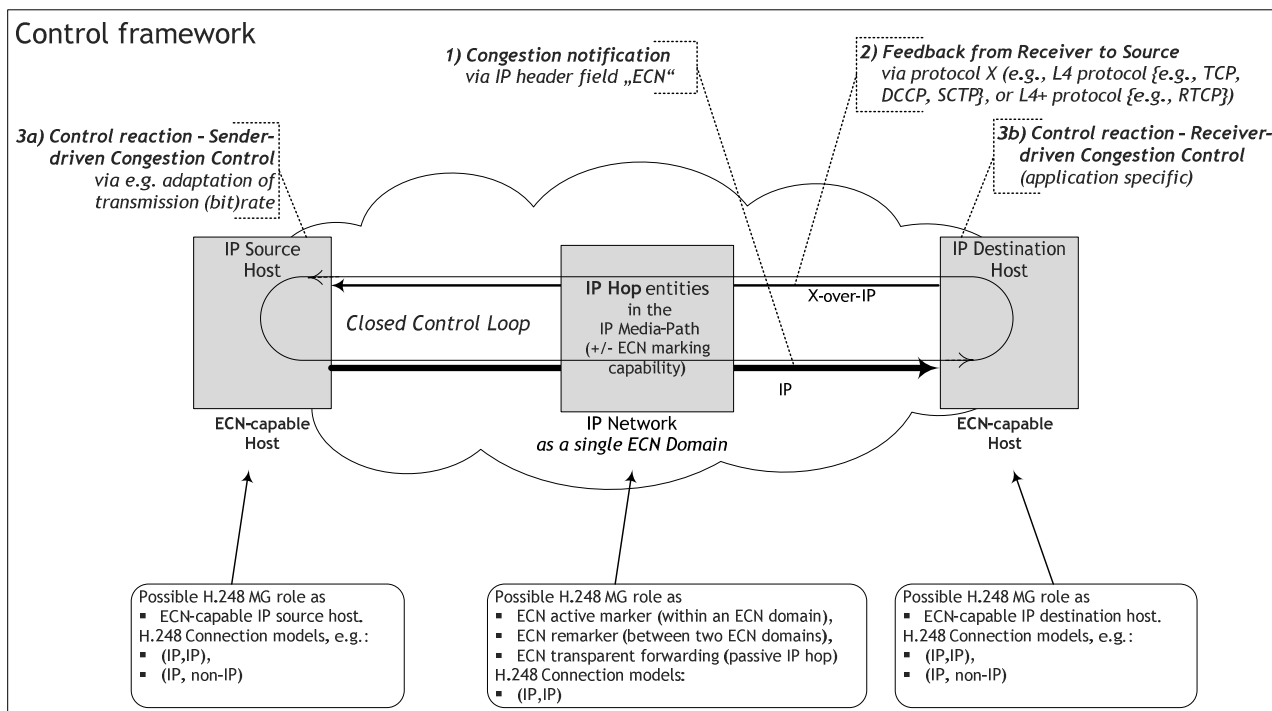 Control framework
1) Congestion notification
via IP header field „ECN“
2) Feedback from Receiver to Source
via protocol X (e.g., L4 protocol {e.g., TCP,
DCCP, SCTP}, or L4+ protocol {e.g., RTCP})
3a) Control reaction – Sender-
driven Congestion Control
via e.g. adaptation of
transmission (bit)rate
3b) Control reaction – Receiver-
driven Congestion Control
(application specific)
IP Source
Host
IP Hop entities
in the
IP Media-Path
(+/- ECN marking
capability)
IP Destination
Host
X-over-IP
Closed Control Loop
IP
ECN-capable
Host
IP Network
as a single ECN Domain
ECN-capable
Host
Possible H.248 MG role as
▪ ECN-capable IP source host.
H.248 Connection models, e.g.:
▪ (IP,IP),
▪ (IP, non-IP)
Possible H.248 MG role as
▪ ECN active marker (within an ECN domain),
▪ ECN remarker (between two ECN domains),
▪ ECN transparent forwarding (passive IP hop)
H.248 Connection models:
▪ (IP,IP)
Possible H.248 MG role as
▪ ECN-capable IP destination host.
H.248 Connection models, e.g.:
▪ (IP,IP),
▪ (IP, non-IP)